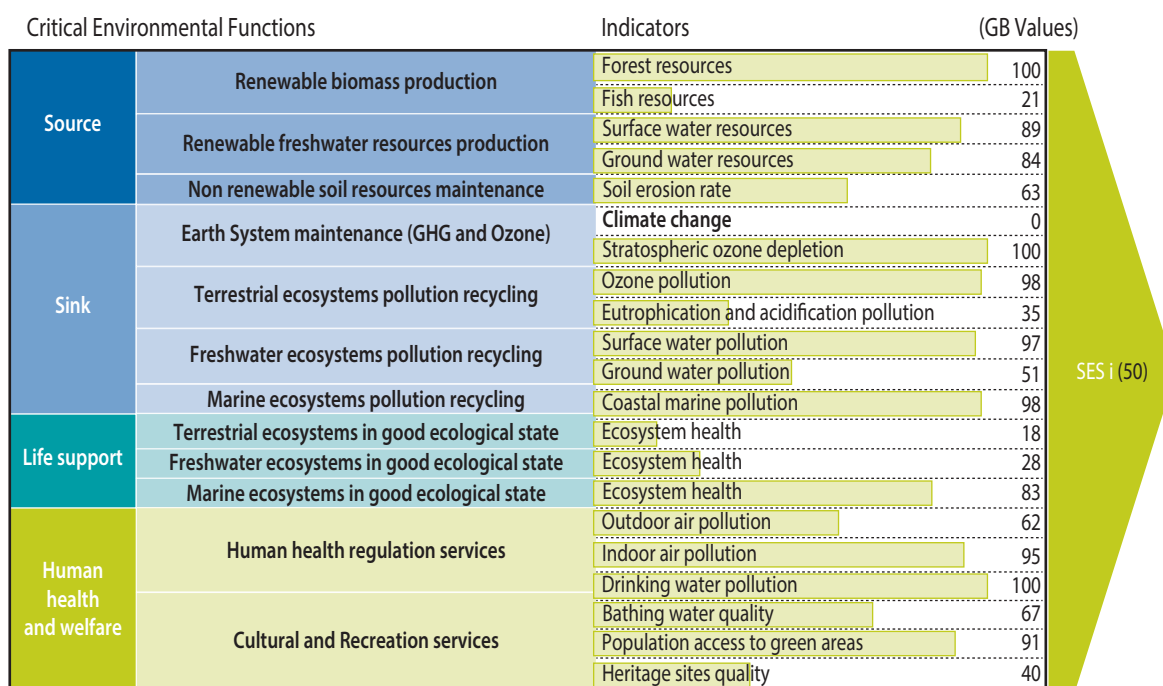 Critical Environmental Functions Indicators (GB Values)
Source
Renewable biomass production
Forest resources 100
Fish resources 21
Renewable freshwater resources production
Surface water resources 89
Ground water resources 84
Non renewable soil resources maintenance
Soil erosion rate 63
Sink
Earth System maintenance (GHG and Ozone)
Climate change 0
Stratospheric ozone depletion 100
Terrestrial ecosystems pollution recycling
Ozone pollution 98
Eutrophication and acidification pollution 35
Freshwater ecosystems pollution recycling
Surface water pollution 97
Ground water pollution 51
Marine ecosystems pollution recycling
Coastal marine pollution 98
Life support
Terrestrial ecosystems in good ecological state
Ecosystem health 18
Freshwater ecosystems in good ecological state
Ecosystem health 28
Marine ecosystems in good ecological state
Ecosystem health 83
Human
health
and welfare
Human health regulation services
Outdoor air pollution 62
Indoor air pollution 95
Drinking water pollution 100
Cultural and Recreation services
Bathing water quality 67
Population access to green areas 91
Heritage sites quality 40
SES i (50)